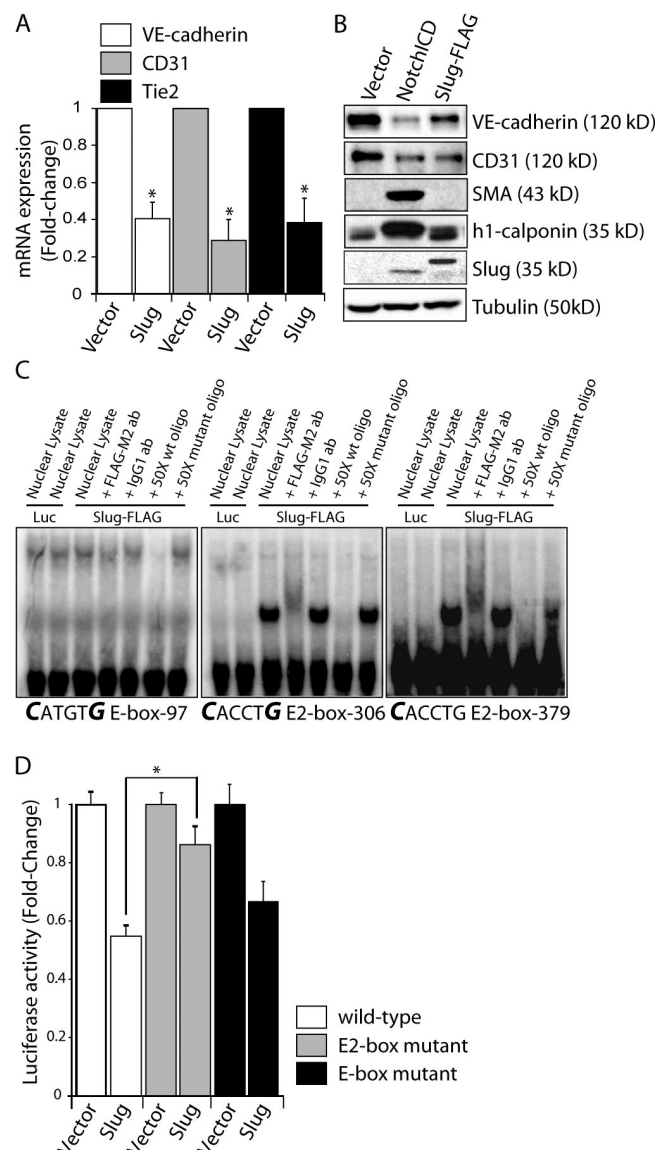 A
VE-cadherin
CD31
Tie2
mRNA expression
(Fold-change)
1
0.8
0.6
0.4
0.2
0
*
*
*
Vector
Slug
Vector
Slug
Vector
Slug
B
Vector
NotchICD
Slug-FLAG
VE-cadherin (120 kD)
CD31 (120 kD)
SMA (43 kD)
h1-calponin (35 kD)
Slug (35 kD)
Tubulin (50kD)
C
Nuclear Lysate
Nuclear Lysate
Nuclear Lysate
+ FLAG-M2 ab
+ IgG1 ab
+ 50X wt oligo
+ 50X mutant oligo
Nuclear Lysate
Nuclear Lysate
Nuclear Lysate
+ FLAG-M2 ab
+ IgG1 ab
+ 50X wt oligo
+ 50X mutant oligo
Nuclear Lysate
Nuclear Lysate
Nuclear Lysate
+ FLAG-M2 ab
+ IgG1 ab
+ 50X wt oligo
+ 50X mutant oligo
Luc Slug-FLAG
Luc Slug-FLAG
Luc Slug-FLAG
CATGTG E-box-97
CACCTG E2-box-306
CACCTG E2-box-379
D
Luciferase activity (Fold-Change)
1
0.8
0.6
0.4
0.2
0
*
Vector
Slug
Vector
Slug
Vector
Slug
wild-type
E2-box mutant
E-box mutant